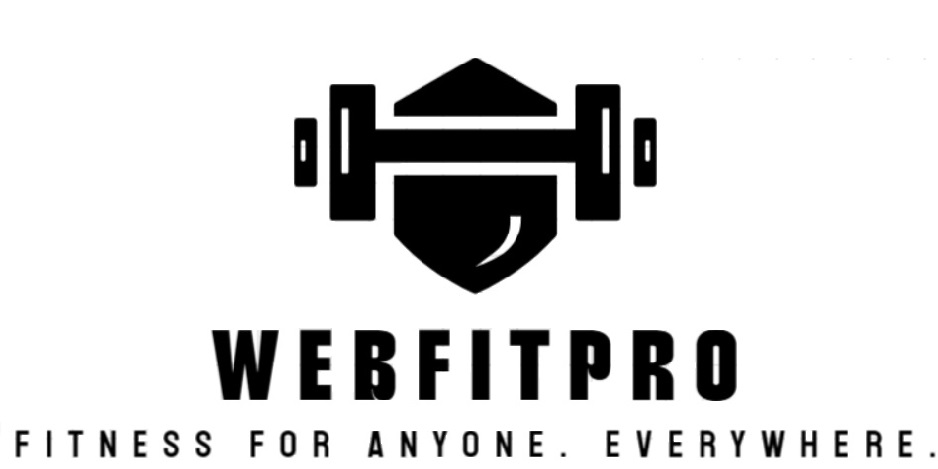 WEBFITPRO
FITNESS FOR ANYONE. EVERYWHERE.